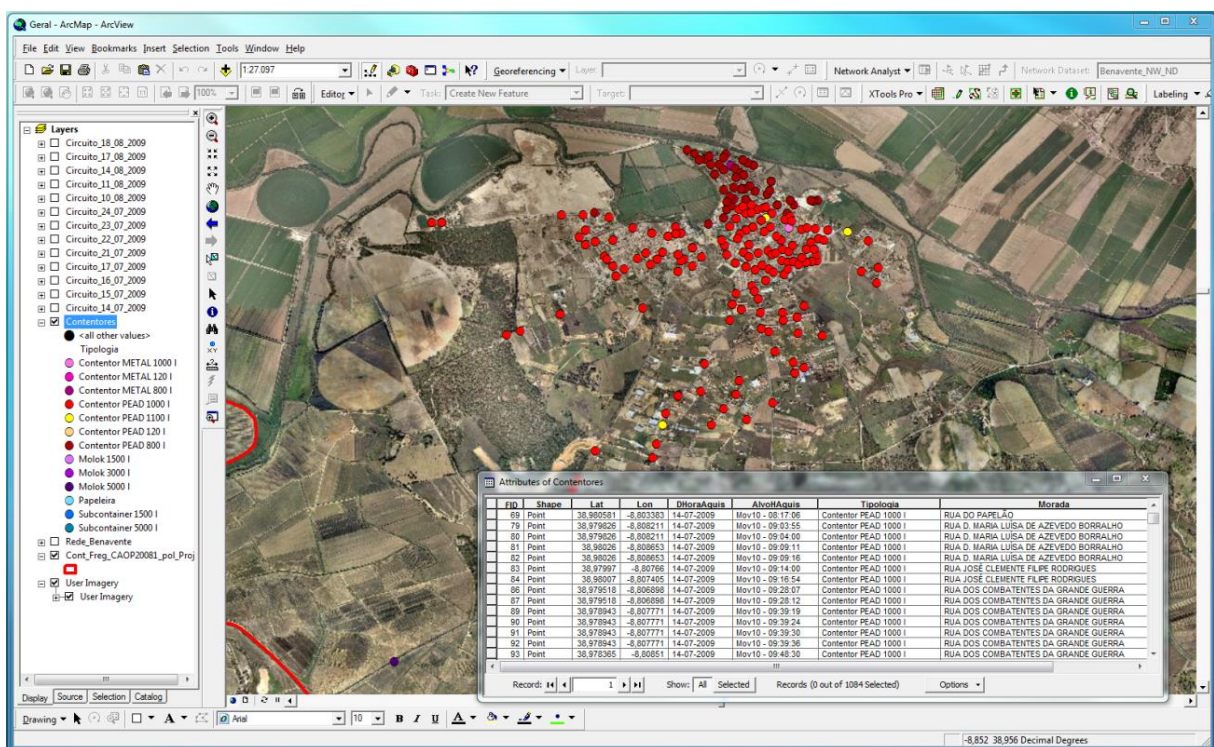 Geral - ArcMap - ArcView
File Edit View Bookmarks Insert Selection Tools Window Help
1:27.097 Georeferencing Layer: Network Analyst Network Dataset: Benavente_NW_ND
100% Editor Task: Create New Feature Target: XTools Pro Labeling
Layers
Circuito_18_08_2009
Circuito_17_08_2009
Circuito_14_08_2009
Circuito_11_08_2009
Circuito_10_08_2009
Circuito_24_07_2009
Circuito_23_07_2009
Circuito_22_07_2009
Circuito_21_07_2009
Circuito_17_07_2009
Circuito_16_07_2009
Circuito_15_07_2009
Circuito_14_07_2009
Contentores
<all other values>
Tipologia
Contentor METAL 1000 l
Contentor METAL 120 l
Contentor METAL 800 l
Contentor PEAD 1000 l
Contentor PEAD 1100 l
Contentor PEAD 120 l
Contentor PEAD 800 l
Molok 1500 l
Molok 3000 l
Molok 5000 l
Papeleira
Subcontainer 1500 l
Subcontainer 5000 l
Rede_Benavente
Cont_Freg_CAOP20081_pol_Proj
User Imagery
User Imagery
Display Source Selection Catalog
Attributes of Contentores
FID Shape Lat Lon DHoraAquis AlvoHAquis Tipologia Morada
69 Point 38,980581 -8,803383 14-07-2009 Mov10 - 08:17:06 Contentor PEAD 1000 l RUA DO PAPELÃO
79 Point 38,979826 -8,808211 14-07-2009 Mov10 - 09:03:55 Contentor PEAD 1000 l RUA D. MARIA LUÍSA DE AZEVEDO BORRALHO
80 Point 38,979826 -8,808211 14-07-2009 Mov10 - 09:04:00 Contentor PEAD 1000 l RUA D. MARIA LUÍSA DE AZEVEDO BORRALHO
81 Point 38,98026 -8,808653 14-07-2009 Mov10 - 09:09:11 Contentor PEAD 1000 l RUA D. MARIA LUÍSA DE AZEVEDO BORRALHO
82 Point 38,98026 -8,808653 14-07-2009 Mov10 - 09:09:16 Contentor PEAD 1000 l RUA D. MARIA LUÍSA DE AZEVEDO BORRALHO
83 Point 38,97997 -8,80766 14-07-2009 Mov10 - 09:14:00 Contentor PEAD 1000 l RUA JOSÉ CLEMENTE FILIPE RODRIGUES
84 Point 38,98007 -8,807405 14-07-2009 Mov10 - 09:16:54 Contentor PEAD 1000 l RUA JOSÉ CLEMENTE FILIPE RODRIGUES
86 Point 38,979518 -8,806898 14-07-2009 Mov10 - 09:28:07 Contentor PEAD 1000 l RUA DOS COMBATENTES DA GRANDE GUERRA
87 Point 38,979518 -8,806898 14-07-2009 Mov10 - 09:28:12 Contentor PEAD 1000 l RUA DOS COMBATENTES DA GRANDE GUERRA
89 Point 38,978943 -8,807771 14-07-2009 Mov10 - 09:39:19 Contentor PEAD 1000 l RUA DOS COMBATENTES DA GRANDE GUERRA
90 Point 38,978943 -8,807771 14-07-2009 Mov10 - 09:39:24 Contentor PEAD 1000 l RUA DOS COMBATENTES DA GRANDE GUERRA
91 Point 38,978943 -8,807771 14-07-2009 Mov10 - 09:39:30 Contentor PEAD 1000 l RUA DOS COMBATENTES DA GRANDE GUERRA
92 Point 38,978943 -8,807771 14-07-2009 Mov10 - 09:39:36 Contentor PEAD 1000 l RUA DOS COMBATENTES DA GRANDE GUERRA
93 Point 38,978365 -8,80851 14-07-2009 Mov10 - 09:48:30 Contentor PEAD 1000 l RUA DOS COMBATENTES DA GRANDE GUERRA
Record: 1 Show: All Selected Records (0 out of 1084 Selected) Options
Drawing A Arial 10 B I U A
-8,852 38,956 Decimal Degrees